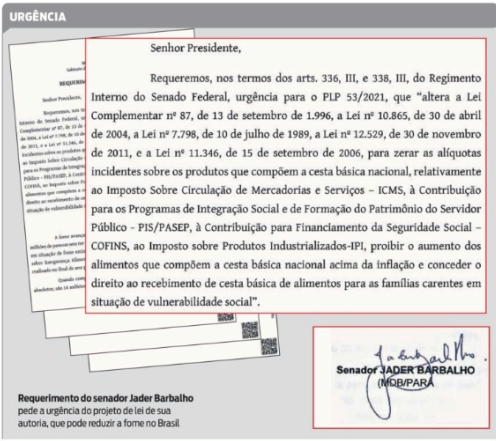 URGÊNCIA
Senhor Presidente,
Requeremos, nos termos dos arts. 336, III, e 338, III, do Regimento
Interno do Senado Federal, urgência para o PLP 53/2021, que “altera a Lei
Complementar nº 87, de 13 de setembro de 1.996, a Lei nº 10.865, de 30 de abril
de 2004, a Lei nº 7.798, de 10 de julho de 1989, a Lei nº 12.529, de 30 de novembro
de 2011, e a Lei nº 11.346, de 15 de setembro de 2006, para zerar as alíquotas
incidentes sobre os produtos que compõem a cesta básica nacional, relativamente
ao Imposto Sobre Circulação de Mercadorias e Serviços – ICMS, à Contribuição
para os Programas de Integração Social e de Formação do Patrimônio do Servidor
Público - PIS/PASEP, à Contribuição para Financiamento da Seguridade Social –
COFINS, ao Imposto sobre Produtos Industrializados-IPI, proibir o aumento dos
alimentos que compõem a cesta básica nacional acima da inflação e conceder o
direito ao recebimento de cesta básica de alimentos para as famílias carentes em
situação de vulnerabilidade social”.
Senador JADER BARBALHO
(MDB/PARÁ
Requerimento do senador Jader Barbalho
pede a urgência do projeto de lei de sua
autoria, que pode reduzir a fome no Brasil